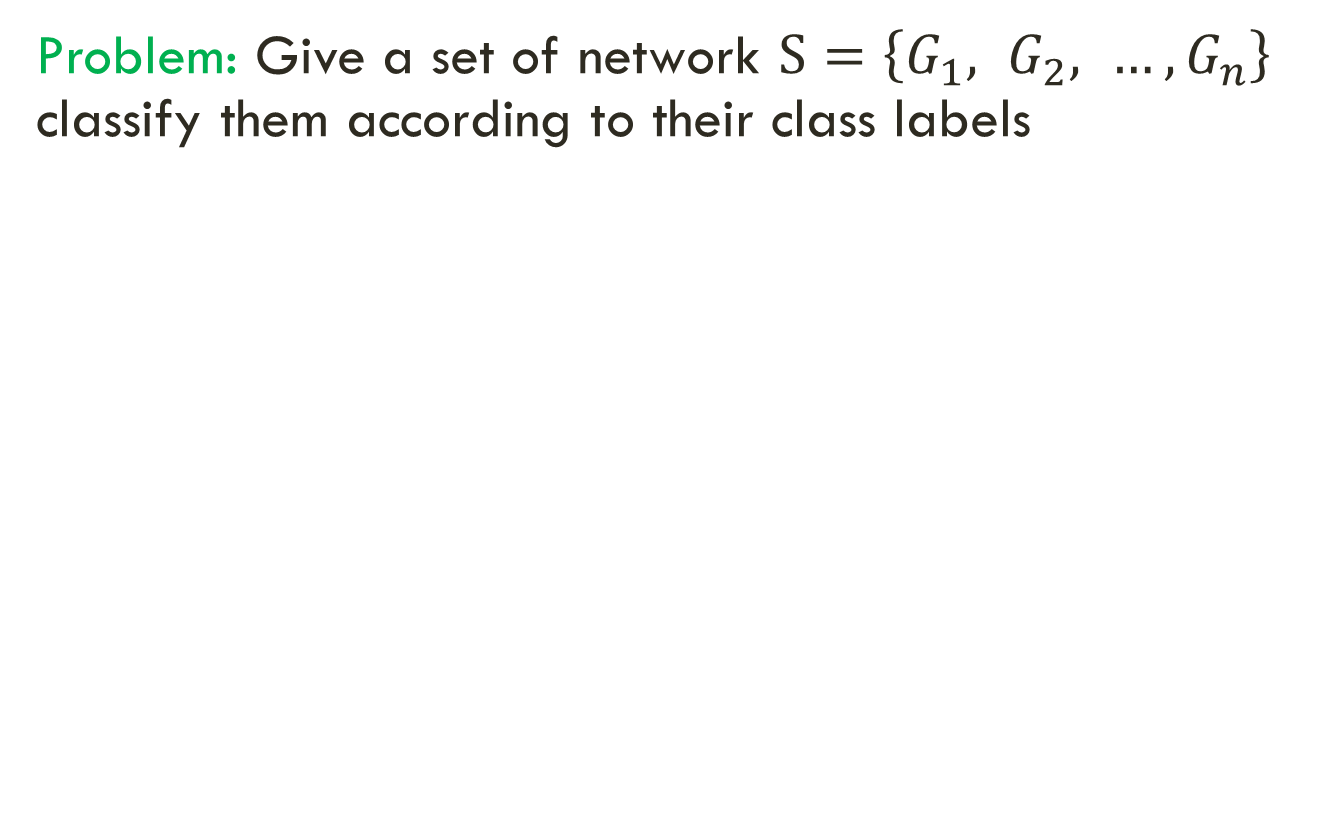 Problem: Give a set of network S = {G₁, G₂, …, Gₙ}
classify them according to their class labels